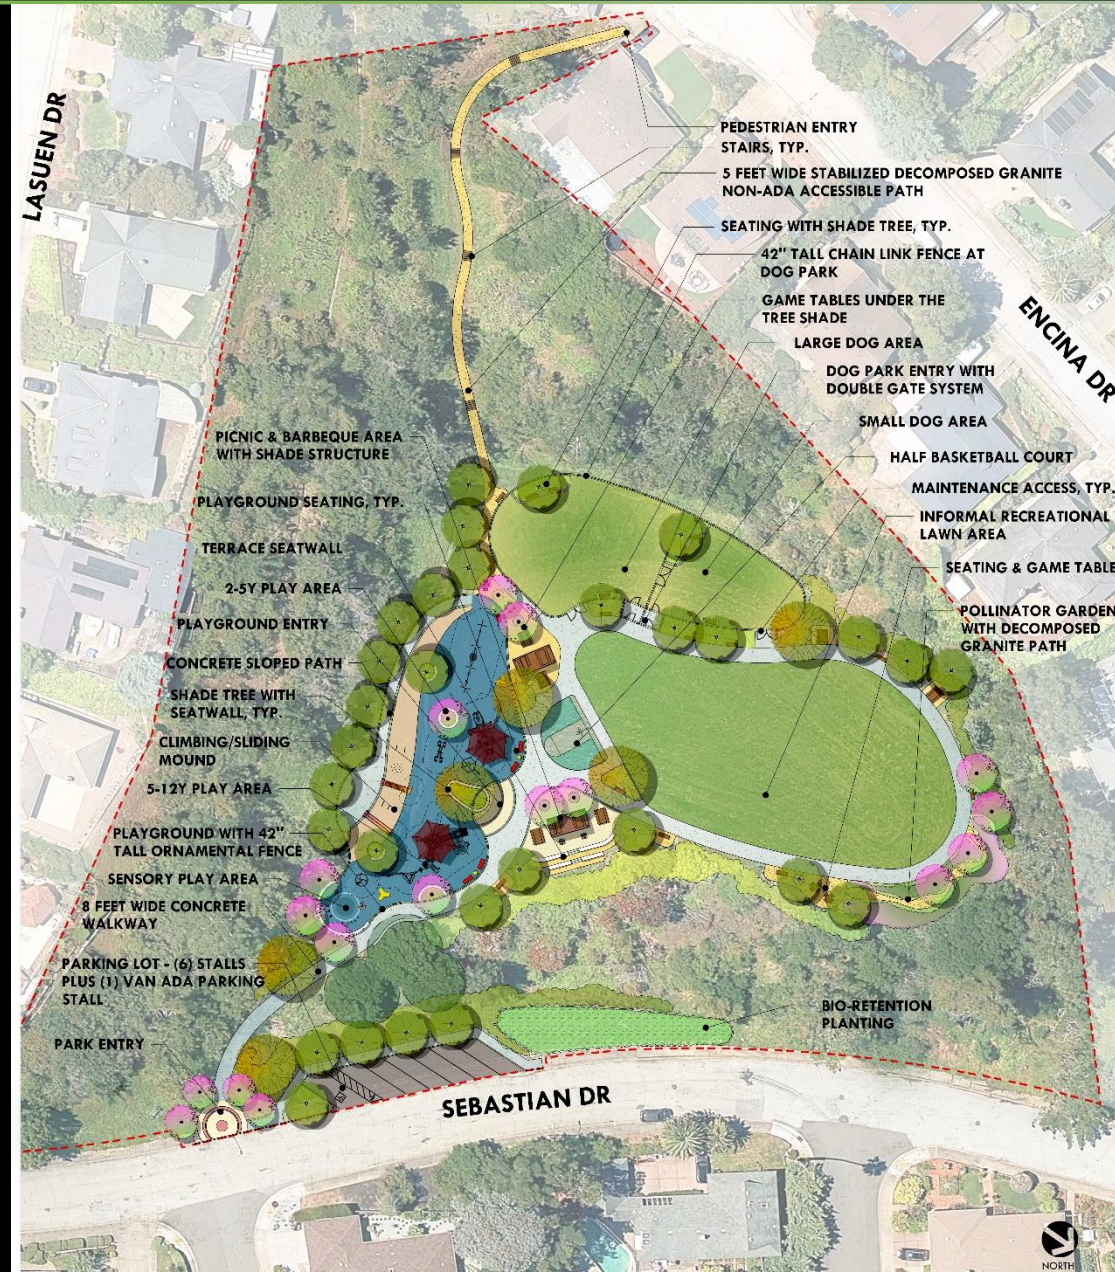 LASUEN DR
PEDESTRIAN ENTRY
STAIRS, TYP.
5 FEET WIDE STABILIZED DECOMPOSED GRANITE
NON-ADA ACCESSIBLE PATH
SEATING WITH SHADE TREE, TYP.
42" TALL CHAIN LINK FENCE AT
DOG PARK
GAME TABLES UNDER THE
TREE SHADE
LARGE DOG AREA
DOG PARK ENTRY WITH
DOUBLE GATE SYSTEM
SMALL DOG AREA
HALF BASKETBALL COURT
MAINTENANCE ACCESS, TYP.
INFORMAL RECREATIONAL
LAWN AREA
SEATING & GAME TABLE
POLLINATOR GARDEN
WITH DECOMPOSED
GRANITE PATH
ENCINA DR
PICNIC & BARBEQUE AREA
WITH SHADE STRUCTURE
PLAYGROUND SEATING, TYP.
TERRACE SEATWALL
2-5Y PLAY AREA
PLAYGROUND ENTRY
CONCRETE SLOPED PATH
SHADE TREE WITH
SEATWALL, TYP.
CLIMBING/SLIDING
MOUND
5-12Y PLAY AREA
PLAYGROUND WITH 42"
TALL ORNAMENTAL FENCE
SENSORY PLAY AREA
8 FEET WIDE CONCRETE
WALKWAY
PARKING LOT - (6) STALLS
PLUS (1) VAN ADA PARKING
STALL
PARK ENTRY
BIO-RETENTION
PLANTING
SEBASTIAN DR
NORTH